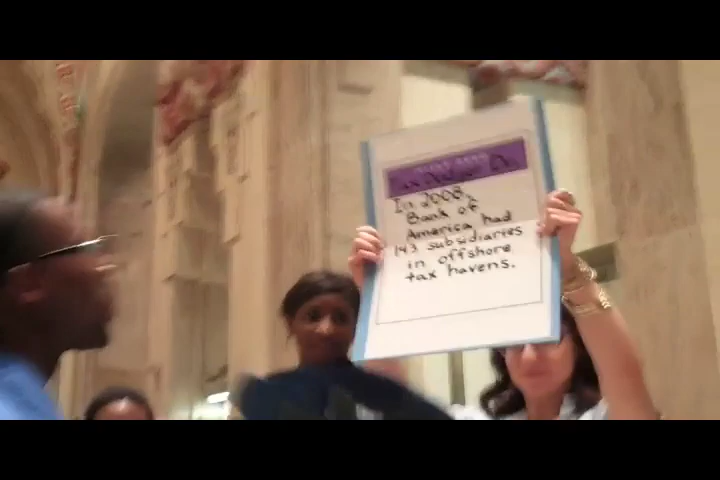 In 2008,
Bank of
America had
143 subsidiaries
in offshore
tax havens.